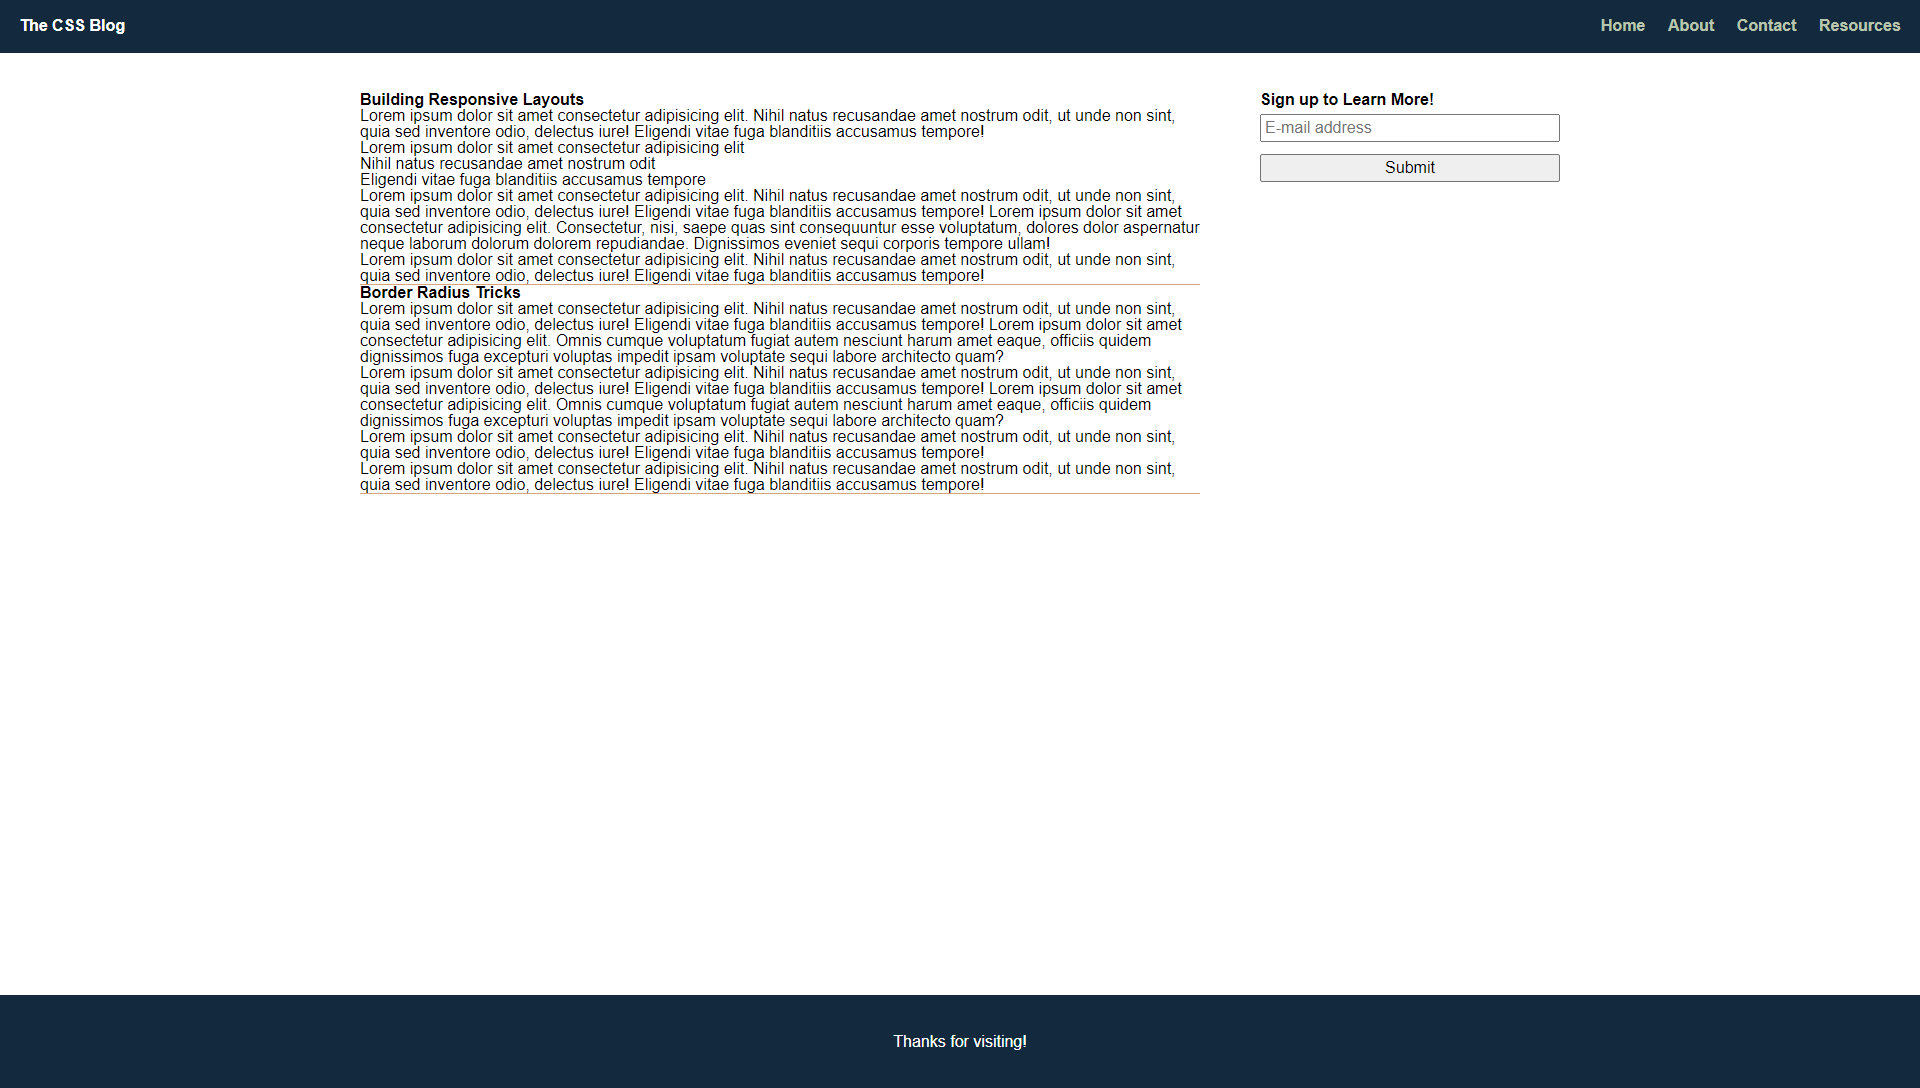 The CSS Blog
Home About Contact Resources
Building Responsive Layouts
Lorem ipsum dolor sit amet consectetur adipisicing elit. Nihil natus recusandae amet nostrum odit, ut unde non sint,
quia sed inventore odio, delectus iure! Eligendi vitae fuga blanditiis accusamus tempore!
Lorem ipsum dolor sit amet consectetur adipisicing elit
Nihil natus recusandae amet nostrum odit
Eligendi vitae fuga blanditiis accusamus tempore
Lorem ipsum dolor sit amet consectetur adipisicing elit. Nihil natus recusandae amet nostrum odit, ut unde non sint,
quia sed inventore odio, delectus iure! Eligendi vitae fuga blanditiis accusamus tempore! Lorem ipsum dolor sit amet
consectetur adipisicing elit. Consectetur, nisi, saepe quas sint consequuntur esse voluptatum, dolores dolor aspernatur
neque laborum dolorum dolorem repudiandae. Dignissimos eveniet sequi corporis tempore ullam!
Lorem ipsum dolor sit amet consectetur adipisicing elit. Nihil natus recusandae amet nostrum odit, ut unde non sint,
quia sed inventore odio, delectus iure! Eligendi vitae fuga blanditiis accusamus tempore!
Border Radius Tricks
Lorem ipsum dolor sit amet consectetur adipisicing elit. Nihil natus recusandae amet nostrum odit, ut unde non sint,
quia sed inventore odio, delectus iure! Eligendi vitae fuga blanditiis accusamus tempore! Lorem ipsum dolor sit amet
consectetur adipisicing elit. Omnis cumque voluptatum fugiat autem nesciunt harum amet eaque, officiis quidem
dignissimos fuga excepturi voluptas impedit ipsam voluptate sequi labore architecto quam?
Lorem ipsum dolor sit amet consectetur adipisicing elit. Nihil natus recusandae amet nostrum odit, ut unde non sint,
quia sed inventore odio, delectus iure! Eligendi vitae fuga blanditiis accusamus tempore! Lorem ipsum dolor sit amet
consectetur adipisicing elit. Omnis cumque voluptatum fugiat autem nesciunt harum amet eaque, officiis quidem
dignissimos fuga excepturi voluptas impedit ipsam voluptate sequi labore architecto quam?
Lorem ipsum dolor sit amet consectetur adipisicing elit. Nihil natus recusandae amet nostrum odit, ut unde non sint,
quia sed inventore odio, delectus iure! Eligendi vitae fuga blanditiis accusamus tempore!
Lorem ipsum dolor sit amet consectetur adipisicing elit. Nihil natus recusandae amet nostrum odit, ut unde non sint,
quia sed inventore odio, delectus iure! Eligendi vitae fuga blanditiis accusamus tempore!
Sign up to Learn More!
E-mail address
Submit
Thanks for visiting!